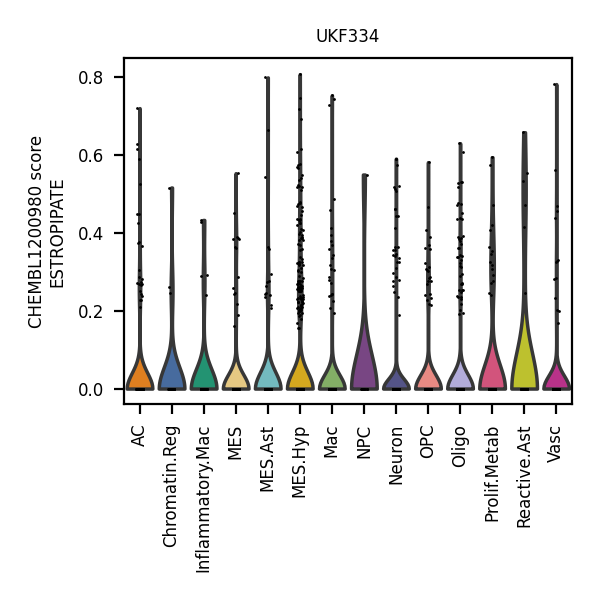 UKF334
CHEMBL1200980 score
ESTROPIPATE
0.8
0.6
0.4
0.2
0.0
AC
Chromatin.Reg
Inflammatory.Mac
MES
MES.Ast
MES.Hyp
Mac
NPC
Neuron
OPC
Oligo
Prolif.Metab
Reactive.Ast
Vasc